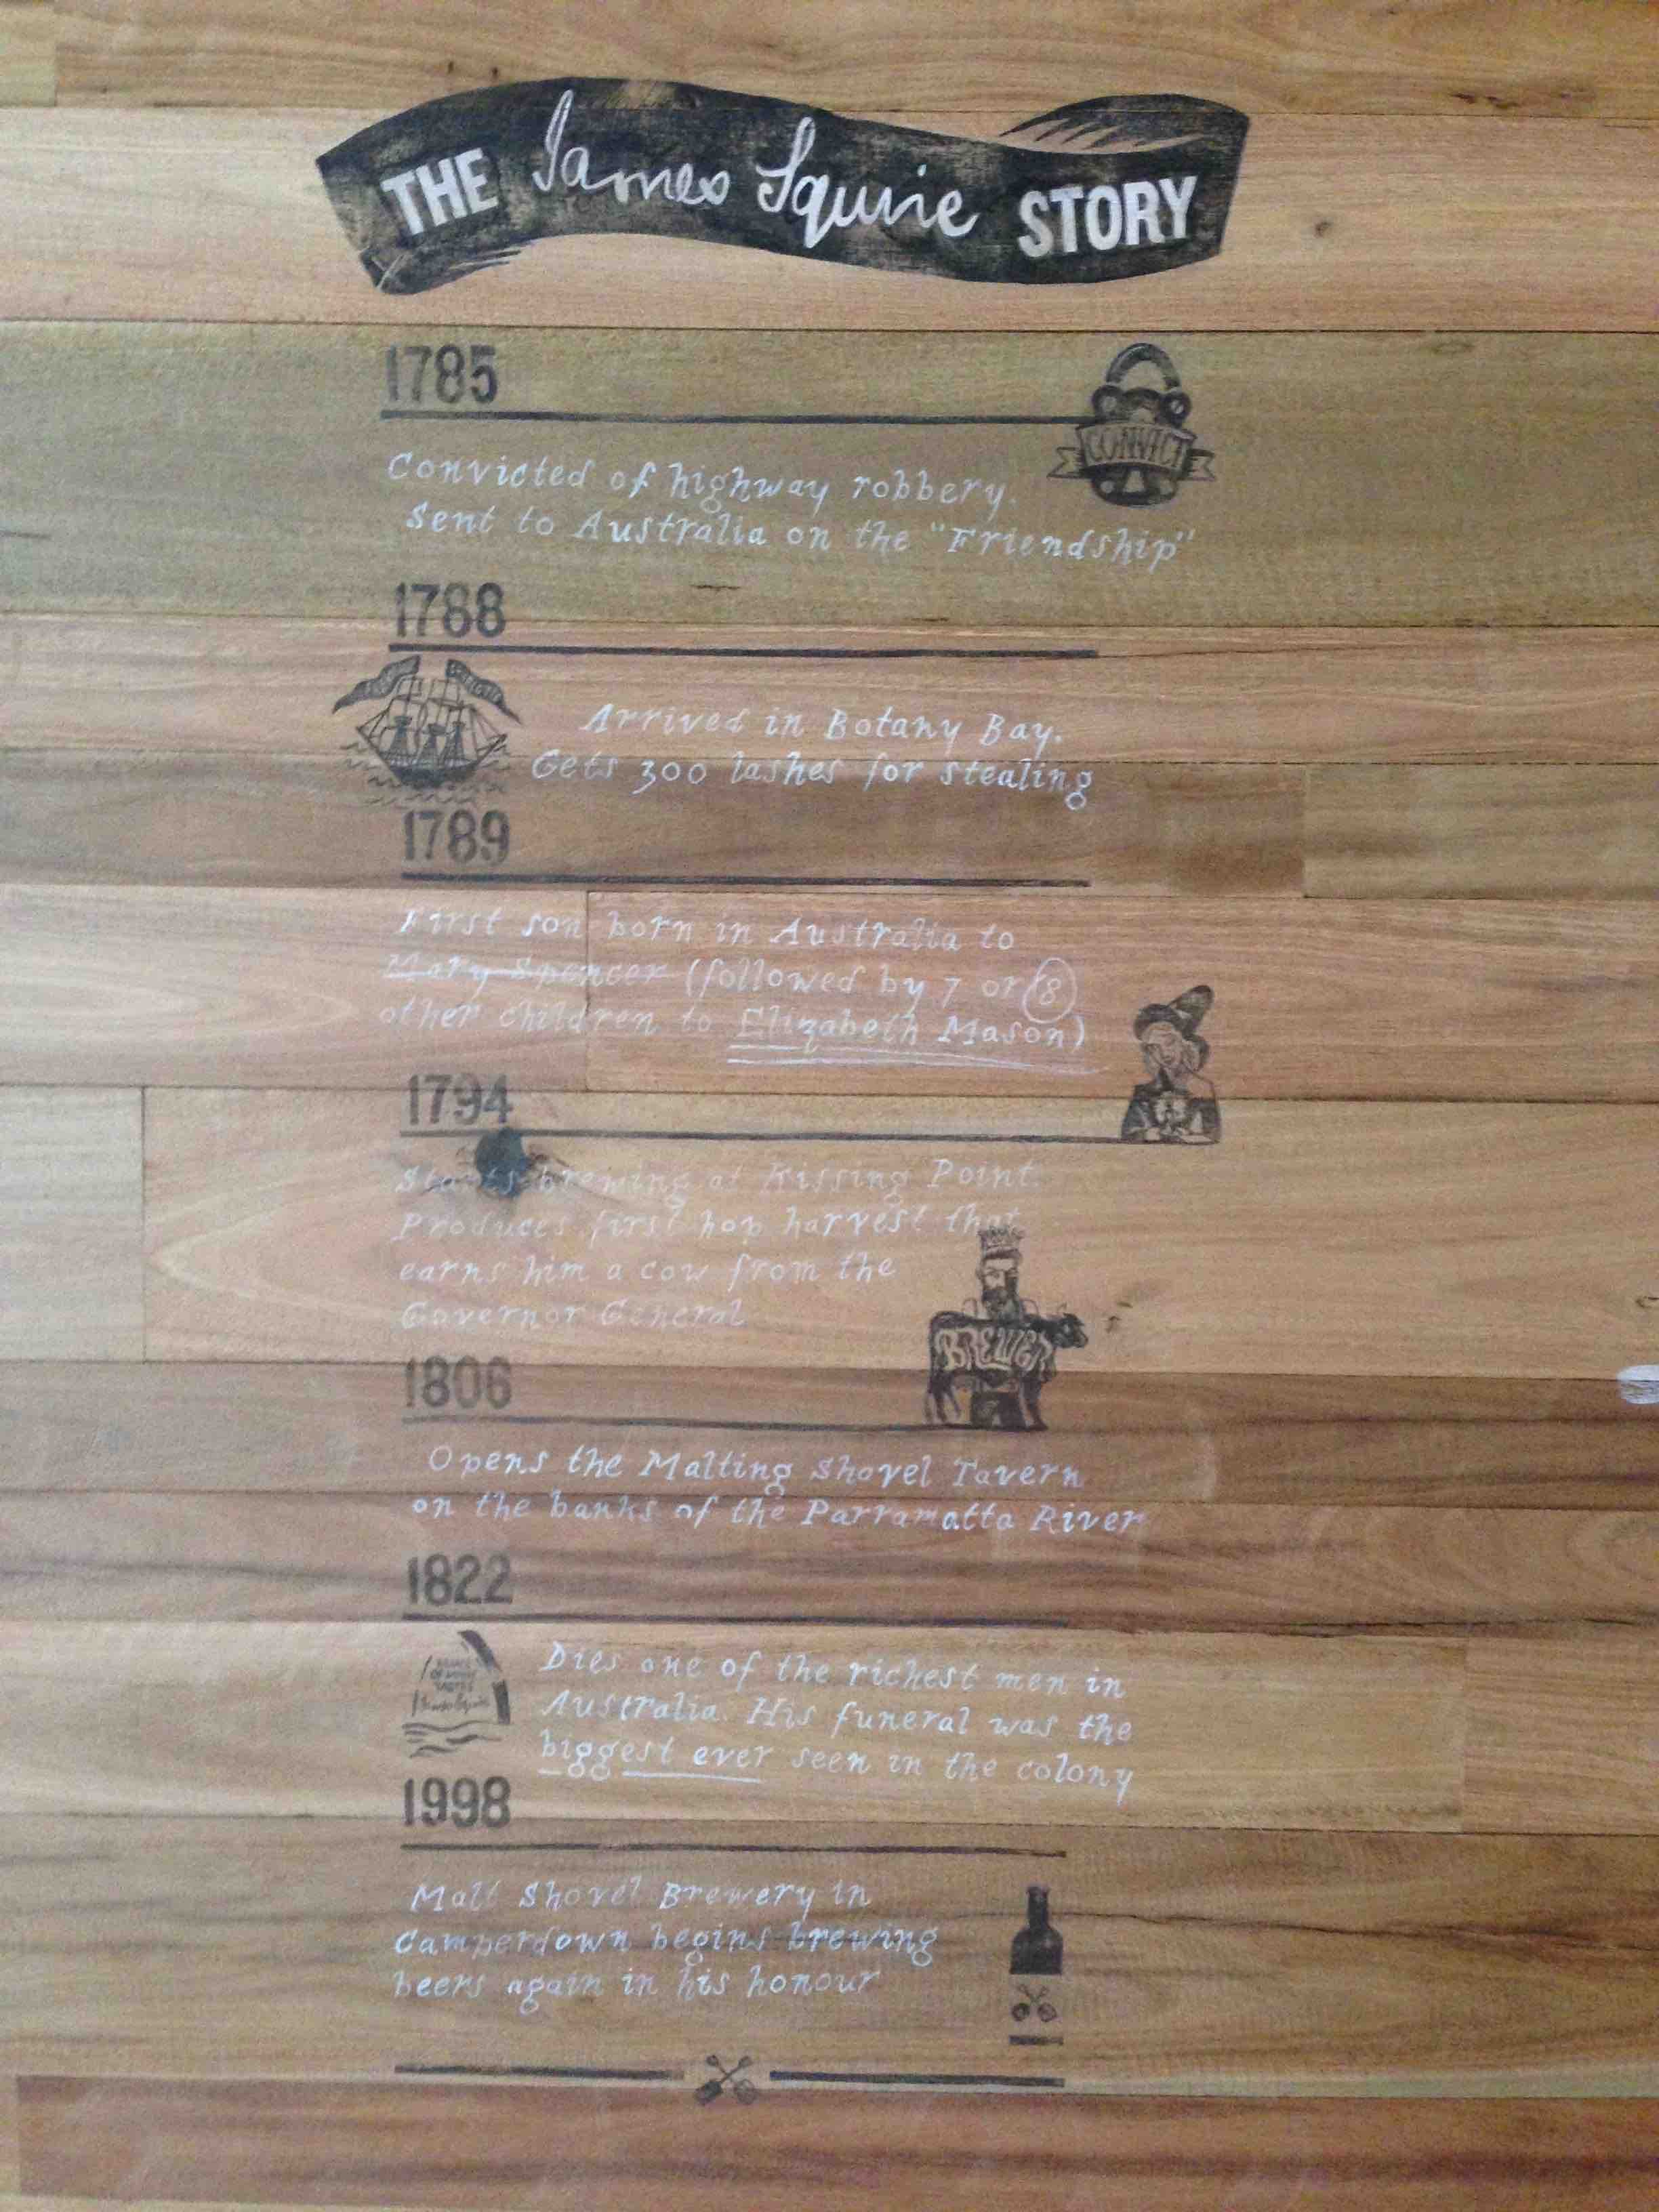 THE James Squire STORY
1785
CONVICT
Convicted of highway robbery.
Sent to Australia on the "Friendship"
1788
Arrived in Botany Bay.
Gets 300 lashes for stealing
1789
First son born in Australia to
Mary Spencer (followed by 7 or 8
other children to Elizabeth Mason)
1794
Starts brewing at Kissing Point.
Produces first hop harvest that
earns him a cow from the
Governor General
BREWER
1806
Opens the Malting Shovel Tavern
on the banks of the Parramatta River
1822
Dies one of the richest men in
Australia. His funeral was the
biggest ever seen in the colony
1998
Malt Shovel Brewery in
Camperdown begins brewing
beers again in his honour